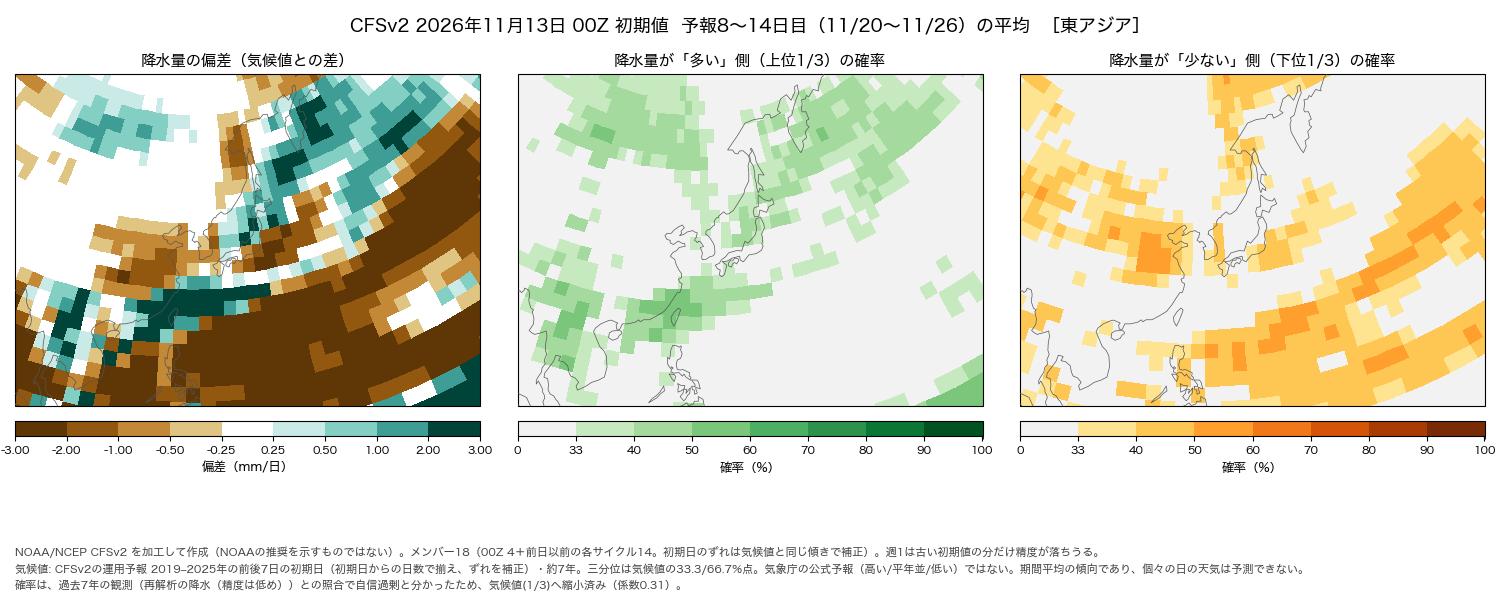 CFSv2 2026年11月13日 00Z 初期値 予報8〜14日目（11/20〜11/26）の平均 ［東アジア］
降水量の偏差（気候値との差）
降水量が「多い」側（上位1/3）の確率
降水量が「少ない」側（下位1/3）の確率
-3.00 -2.00 -1.00 -0.50 -0.25 0.25 0.50 1.00 2.00 3.00
偏差（mm/日）
0 33 40 50 60 70 80 90 100
確率（%）
0 33 40 50 60 70 80 90 100
確率（%）
NOAA/NCEP CFSv2 を加工して作成（NOAAの推奨を示すものではない）。メンバー18（00Z 4＋前日以前の各サイクル14。初期日のずれは気候値と同じ傾きで補正）。週1は古い初期値の分だけ精度が落ちうる。
気候値: CFSv2の運用予報 2019–2025年の前後7日の初期日（初期日からの日数で揃え、ずれを補正）・約7年。三分位は気候値の33.3/66.7%点。気象庁の公式予報（高い/平年並/低い）ではない。期間平均の傾向であり、個々の日の天気は予測できない。
確率は、過去7年の観測（再解析の降水（精度は低め））との照合で自信過剰と分かったため、気候値(1/3)へ縮小済み（係数0.31）。